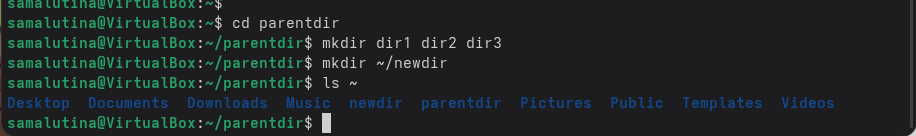 samalutina@VirtualBox:~$
samalutina@VirtualBox:~$ cd parentdir
samalutina@VirtualBox:~/parentdir$ mkdir dir1 dir2 dir3
samalutina@VirtualBox:~/parentdir$ mkdir ~/newdir
samalutina@VirtualBox:~/parentdir$ ls ~
Desktop  Documents  Downloads  Music  newdir  parentdir  Pictures  Public  Templates  Videos
samalutina@VirtualBox:~/parentdir$